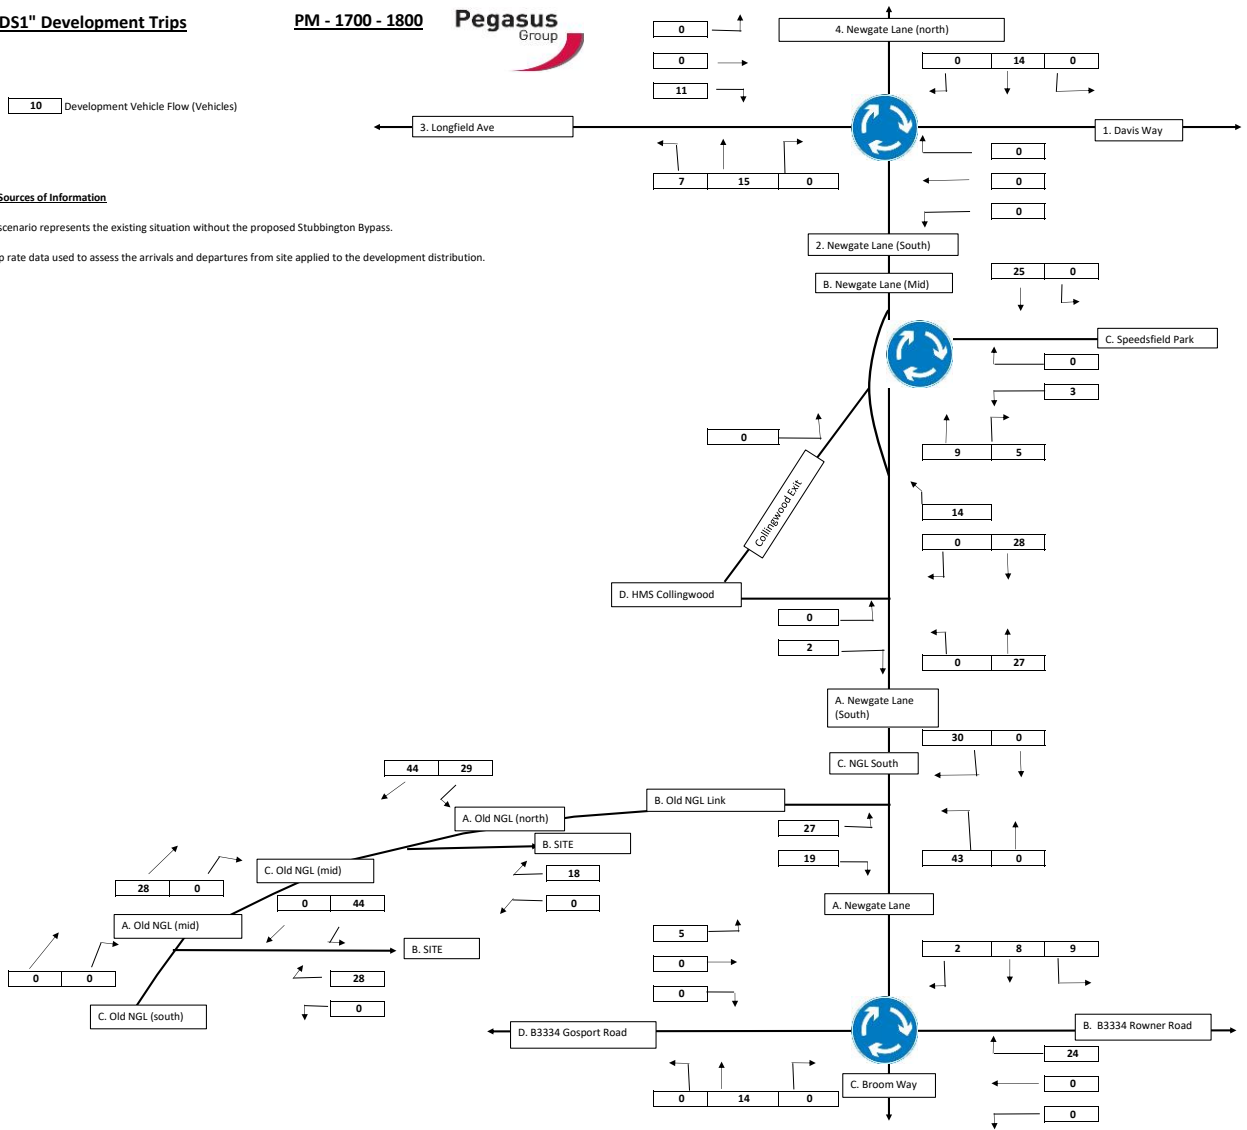 DS1" Development Trips
PM - 1700 - 1800
Pegasus
Group
10 Development Vehicle Flow (Vehicles)
Sources of Information
scenario represents the existing situation without the proposed Stubbington Bypass.
p rate data used to assess the arrivals and departures from site applied to the development distribution.
0
0
11
4. Newgate Lane (north)
0 14 0
3. Longfield Ave
1. Davis Way
7 15 0
0
0
0
2. Newgate Lane (South)
B. Newgate Lane (Mid)
25 0
C. Speedsfield Park
0
3
9 5
0
Collingwood Exit
14
0 28
D. HMS Collingwood
0
2
0 27
A. Newgate Lane
(South)
30 0
C. NGL South
44 29
A. Old NGL (north)
B. Old NGL Link
27
19
43 0
B. SITE
18
0
C. Old NGL (mid)
28 0
0 44
A. Old NGL (mid)
B. SITE
0 0
28
0
C. Old NGL (south)
A. Newgate Lane
5
0
0
2 8 9
D. B3334 Gosport Road
B. B3334 Rowner Road
24
0
0
0 14 0
C. Broom Way